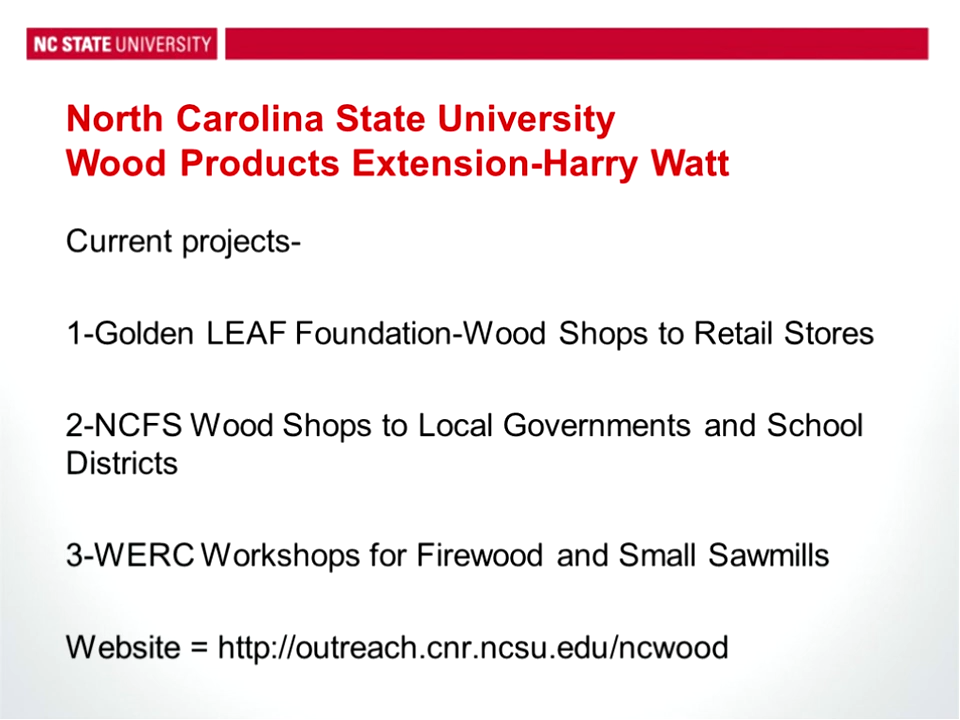 NC STATE UNIVERSITY
North Carolina State University
Wood Products Extension-Harry Watt
Current projects-
1-Golden LEAF Foundation-Wood Shops to Retail Stores
2-NCFS Wood Shops to Local Governments and School
Districts
3-WERC Workshops for Firewood and Small Sawmills
Website = http://outreach.cnr.ncsu.edu/ncwood